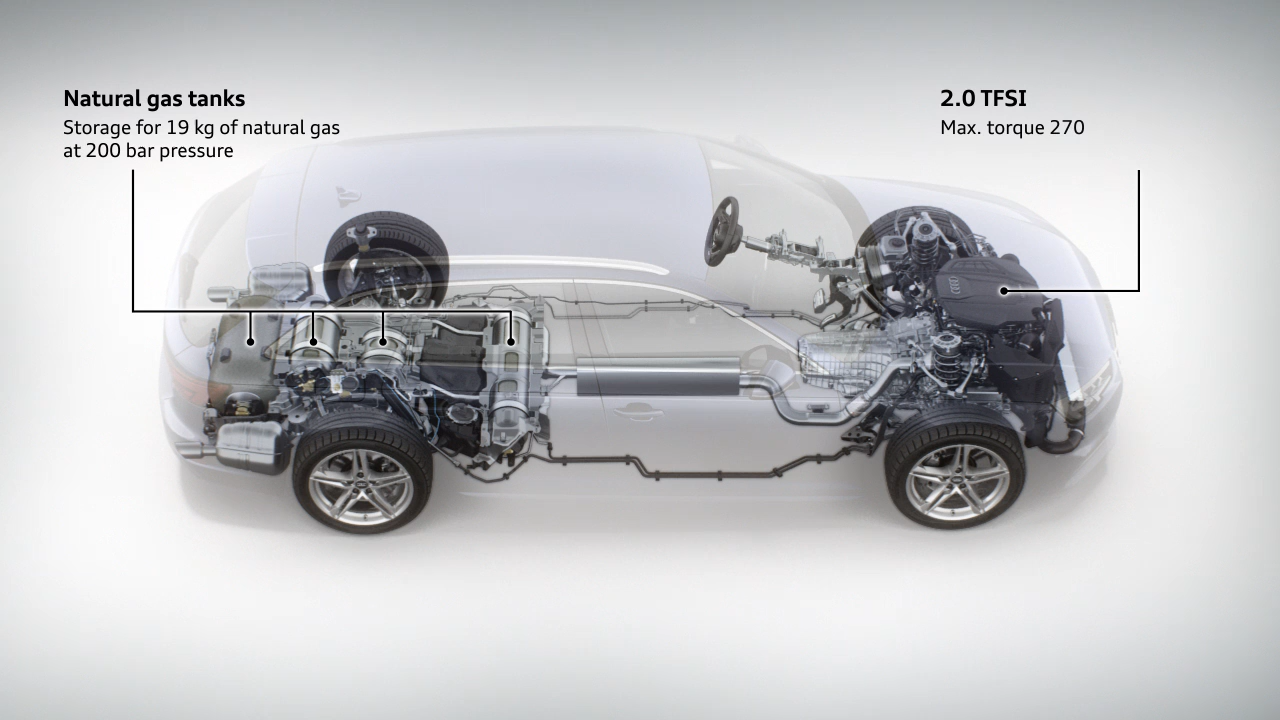 Natural gas tanks
Storage for 19 kg of natural gas
at 200 bar pressure
2.0 TFSI
Max. torque 270